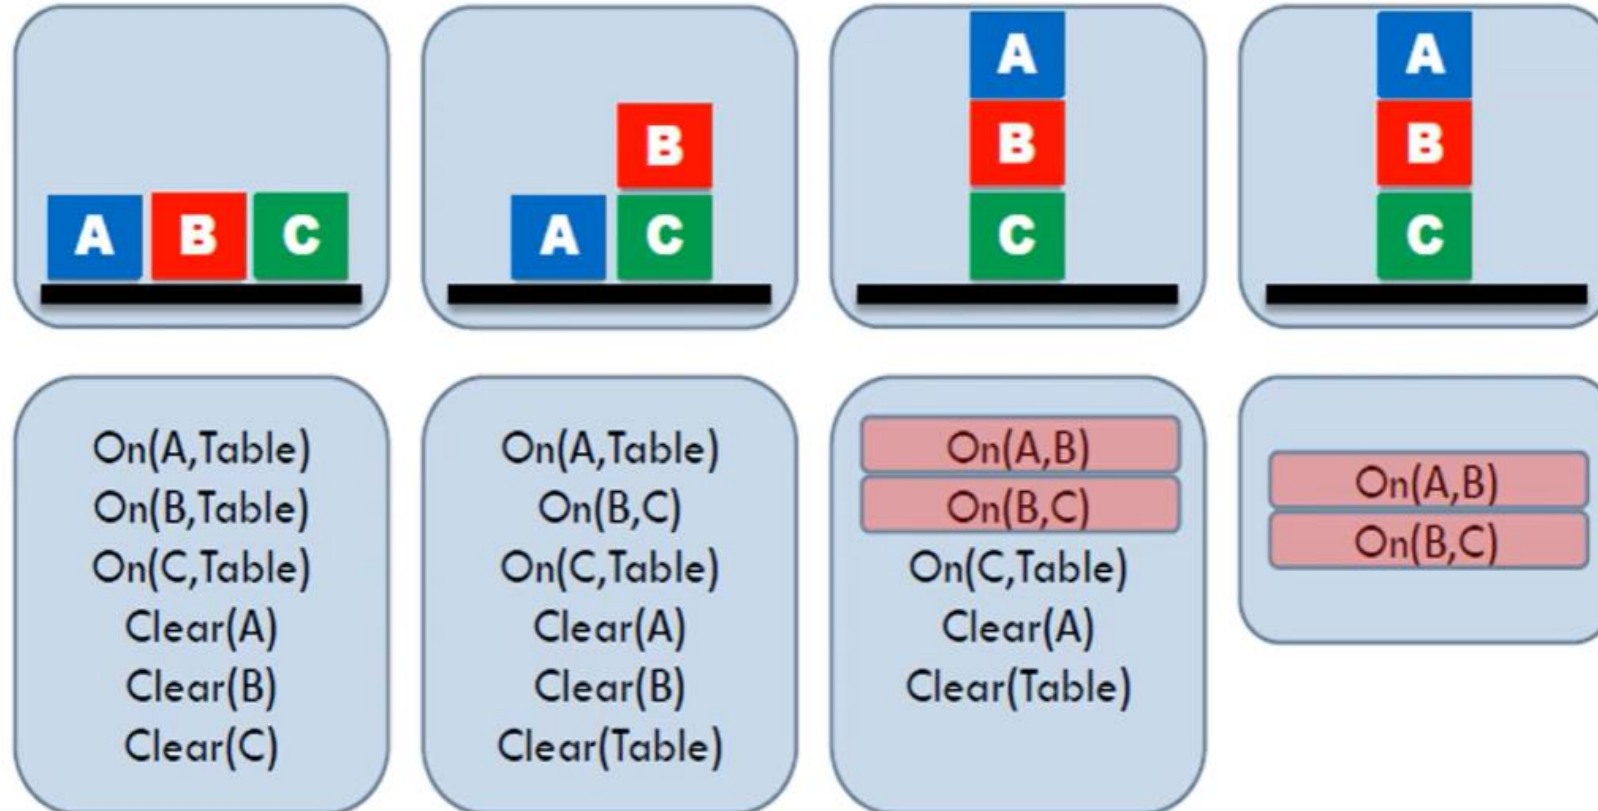 A B C
B
A C
A
B
C
A
B
C
On(A,Table)
On(B,Table)
On(C,Table)
Clear(A)
Clear(B)
Clear(C)
On(A,Table)
On(B,C)
On(C,Table)
Clear(A)
Clear(B)
Clear(Table)
On(A,B)
On(B,C)
On(C,Table)
Clear(A)
Clear(Table)
On(A,B)
On(B,C)